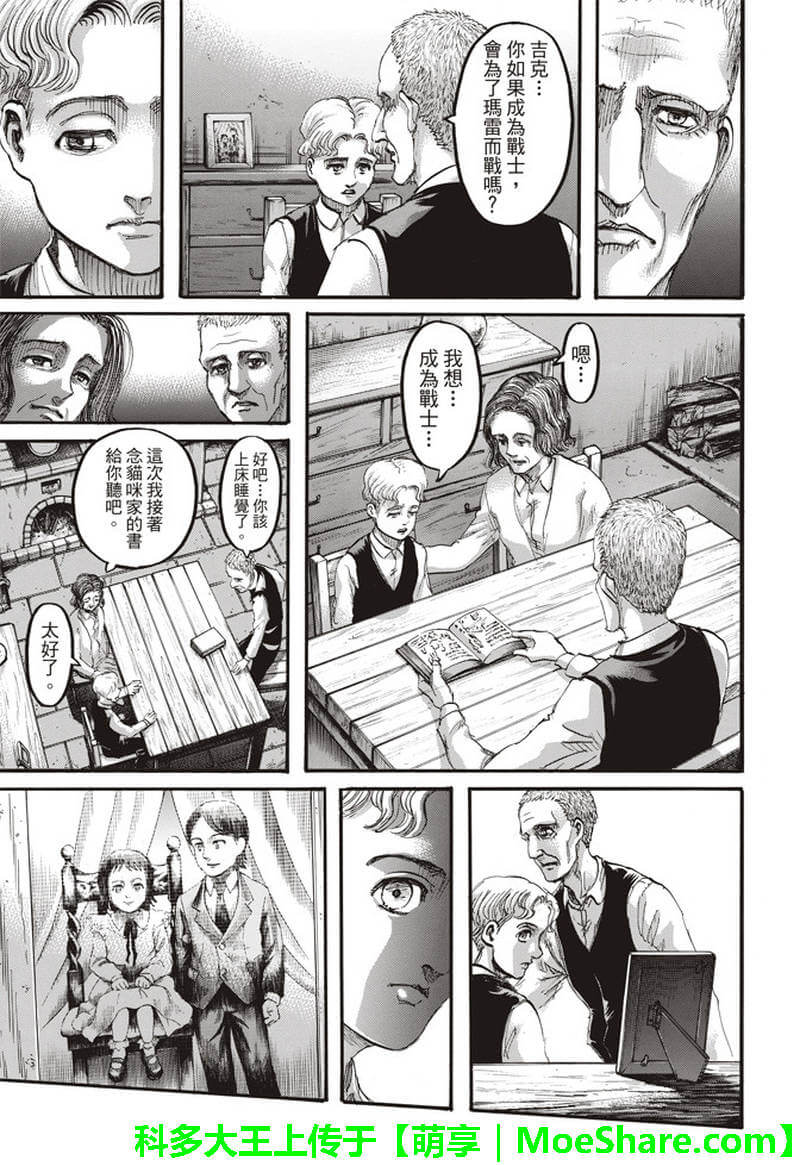 吉克…
你如果成為戰士，
會為了瑪雷而戰嗎？
嗯…
我想…
成為戰士…
好吧…你該
上床睡覺了。
這次我接著
念貓咪家的書
給你聽吧。
太好了。
科多大王上传于【萌享 | MoeShare.com】